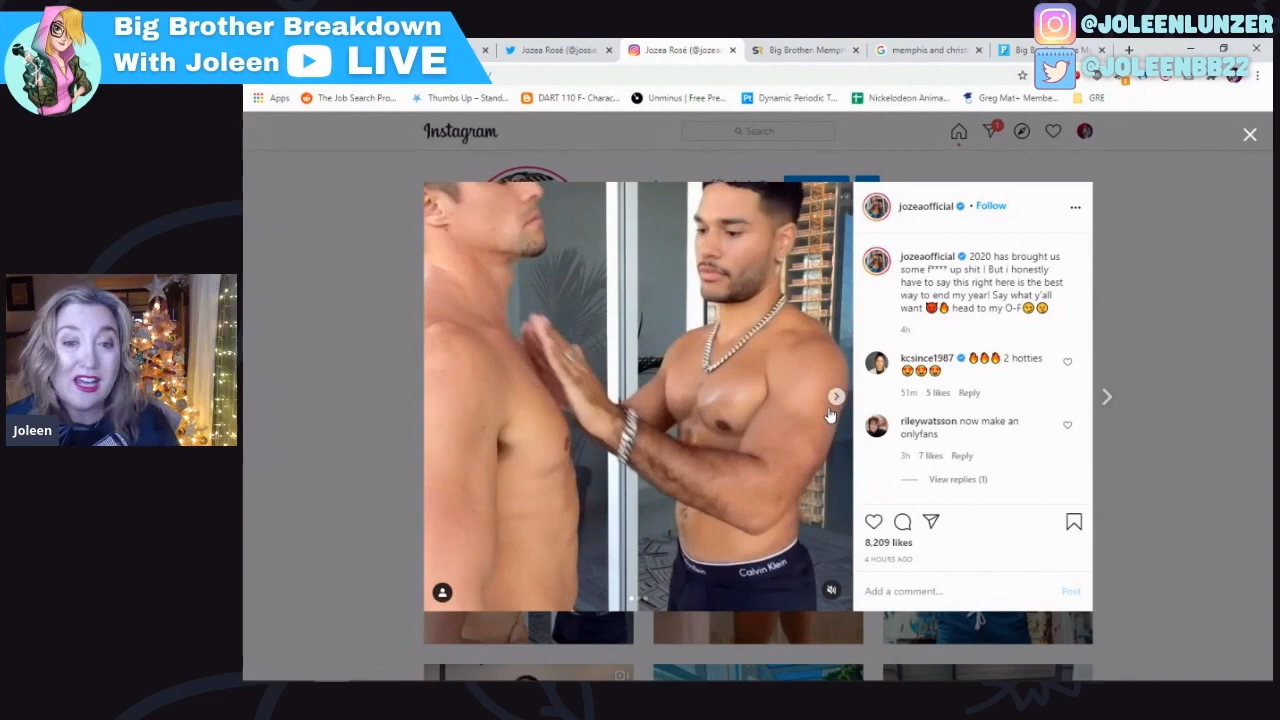 Big Brother Breakdown
With Joleen LIVE
@JOLEENLUNZER
@JOLEENBB22
Jozea Rosé (@jossie
Jozea Rosé (@jozea
Big Brother: Memph
memphis and christ
Apps
The Job Search Pro...
Thumbs Up – Stand...
DART 110 F- Charac...
Unminus | Free Pre...
Dynamic Periodic T...
Nickelodeon Anima...
Greg Mat+ Membe...
GRE
Instagram
Search
1
jozeaofficial • Follow
jozeaofficial 2020 has brought us
some f**** up shit ! But i honestly
have to say this right here is the best
way to end my year! Say what y'all
want 👿🔥 head to my O-F😏😮
4h
kcsince1987 🔥🔥🔥 2 hotties
😍😍😍
51m 5 likes Reply
rileywatsson now make an
onlyfans
3h 7 likes Reply
View replies (1)
8,209 likes
4 HOURS AGO
Add a comment...
Post
Calvin Klein
Joleen